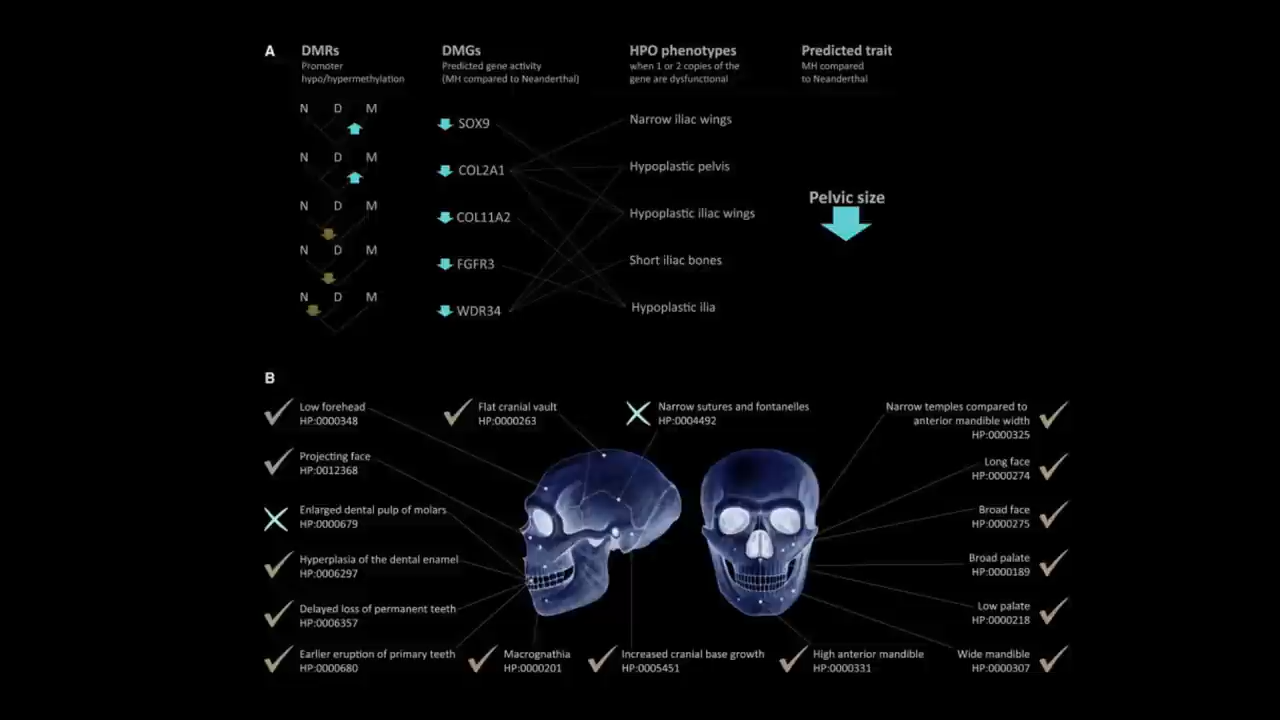 A
DMRs
Promoter
hypo/hypermethylation
DMGs
Predicted gene activity
(MH compared to Neanderthal)
HPO phenotypes
when 1 or 2 copies of the
gene are dysfunctional
Predicted trait
MH compared
to Neanderthal
N D M
N D M
N D M
N D M
N D M
SOX9
COL2A1
COL11A2
FGFR3
WDR34
Narrow iliac wings
Hypoplastic pelvis
Hypoplastic iliac wings
Short iliac bones
Hypoplastic ilia
Pelvic size
B
Low forehead
HP:0000348
Flat cranial vault
HP:0000263
Narrow sutures and fontanelles
HP:0004492
Narrow temples compared to
anterior mandible width
HP:0000325
Projecting face
HP:0012368
Long face
HP:0000274
Enlarged dental pulp of molars
HP:0000679
Broad face
HP:0000275
Hyperplasia of the dental enamel
HP:0006297
Broad palate
HP:0000189
Delayed loss of permanent teeth
HP:0006357
Low palate
HP:0000218
Earlier eruption of primary teeth
HP:0000680
Macrognathia
HP:0000201
Increased cranial base growth
HP:0005451
High anterior mandible
HP:0000331
Wide mandible
HP:0000307